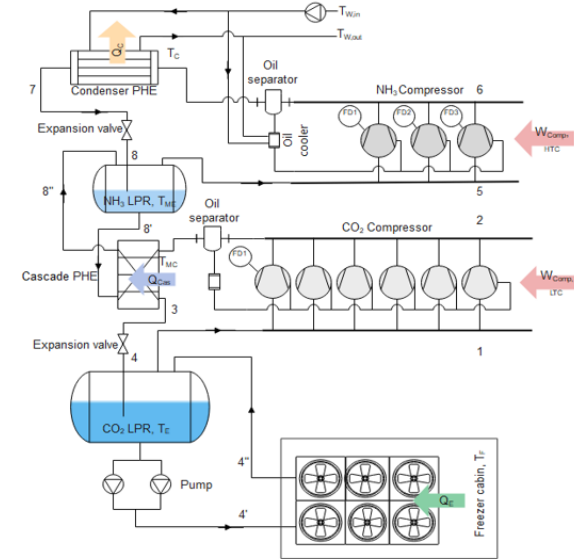 T_W,in
T_W,out
Q_C
T_C
7
Condenser PHE
Oil
separator
NH₃ Compressor
6
FD1
FD2
FD3
W_Comp,
HTC
Expansion valve
Oil
cooler
8
8"
NH₃ LPR, T_ME
5
8'
Oil
separator
CO₂ Compressor
2
T_MC
FD1
Cascade PHE
Q_Cas
W_Comp,
LTC
3
Expansion valve
4
1
CO₂ LPR, T_E
4"
Pump
Q_E
Freezer cabin, T_F
4'